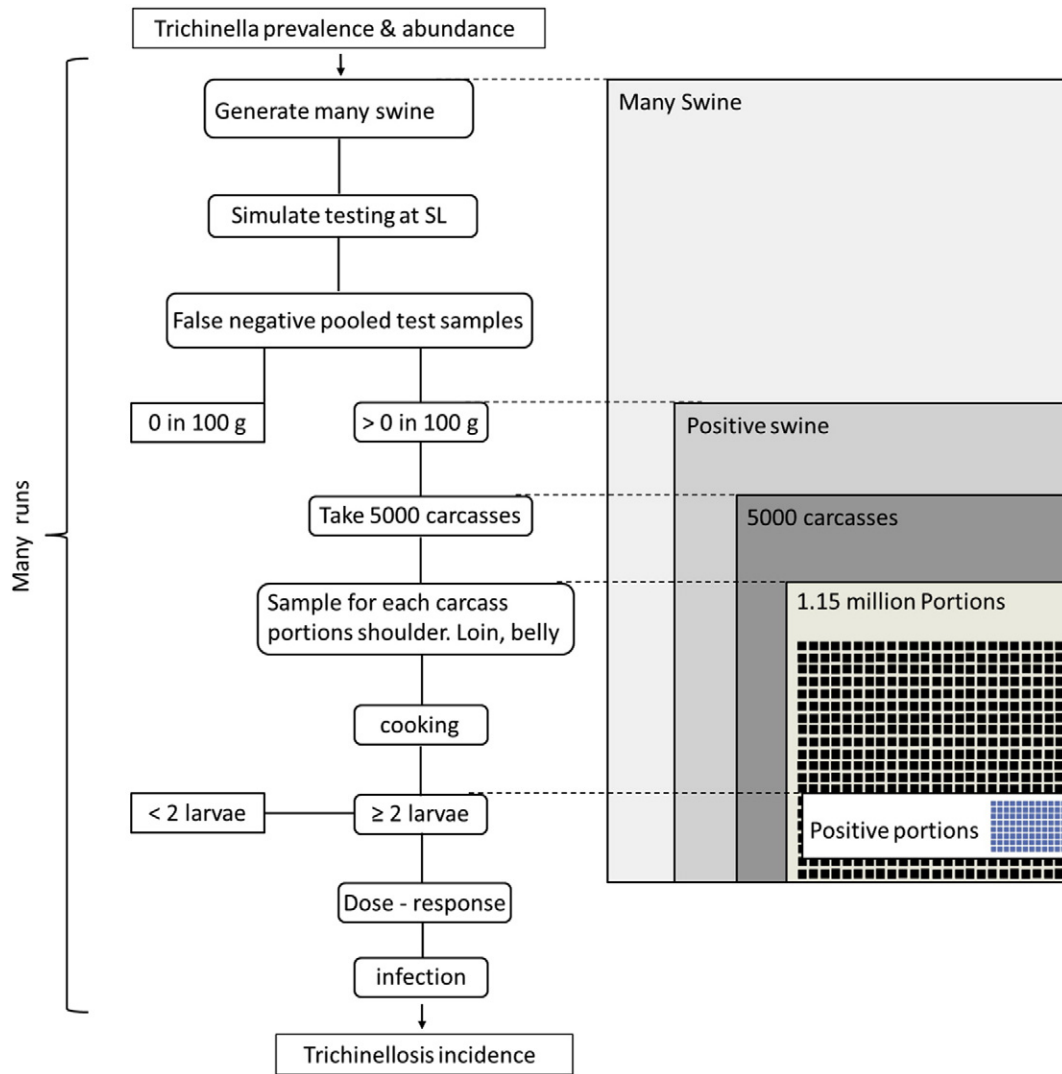 Trichinella prevalence & abundance
Generate many swine
Simulate testing at SL
False negative pooled test samples
0 in 100 g
> 0 in 100 g
Take 5000 carcasses
Sample for each carcass
portions shoulder. Loin, belly
cooking
< 2 larvae
≥ 2 larvae
Dose - response
infection
Trichinellosis incidence
Many runs
Many Swine
Positive swine
5000 carcasses
1.15 million Portions
Positive portions